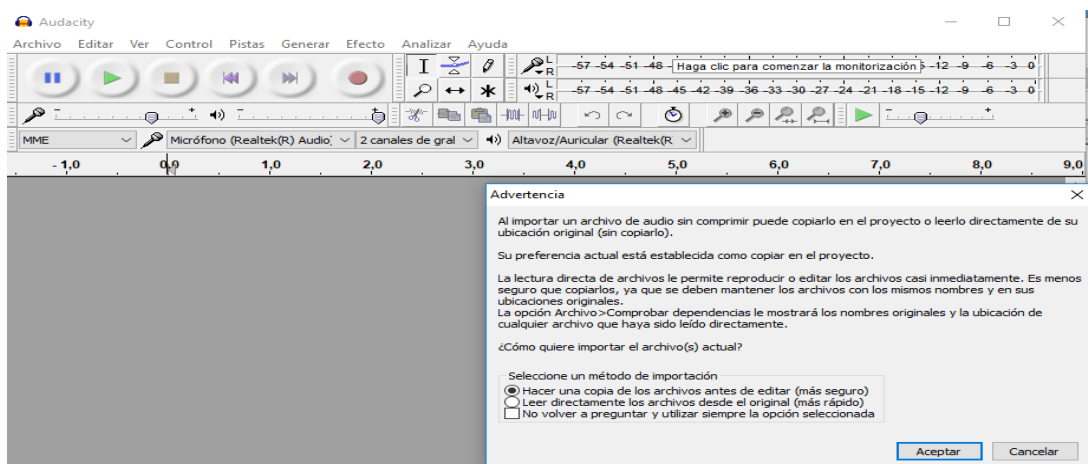 Audacity
Archivo Editar Ver Control Pistas Generar Efecto Analizar Ayuda
L R -57 -54 -51 -48 - Haga clic para comenzar la monitorización -12 -9 -6 -3 0
L R -57 -54 -51 -48 -45 -42 -39 -36 -33 -30 -27 -24 -21 -18 -15 -12 -9 -6 -3 0
MME Micrófono (Realtek(R) Audio) 2 canales de gral Altavoz/Auricular (Realtek(R
- 1,0 0,0 1,0 2,0 3,0 4,0 5,0 6,0 7,0 8,0 9,0
Advertencia
Al importar un archivo de audio sin comprimir puede copiarlo en el proyecto o leerlo directamente de su
ubicación original (sin copiarlo).
Su preferencia actual está establecida como copiar en el proyecto.
La lectura directa de archivos le permite reproducir o editar los archivos casi inmediatamente. Es menos
seguro que copiarlos, ya que se deben mantener los archivos con los mismos nombres y en sus
ubicaciones originales.
La opción Archivo>Comprobar dependencias le mostrará los nombres originales y la ubicación de
cualquier archivo que haya sido leído directamente.
¿Cómo quiere importar el archivo(s) actual?
Seleccione un método de importación
Hacer una copia de los archivos antes de editar (más seguro)
Leer directamente los archivos desde el original (más rápido)
No volver a preguntar y utilizar siempre la opción seleccionada
Aceptar Cancelar